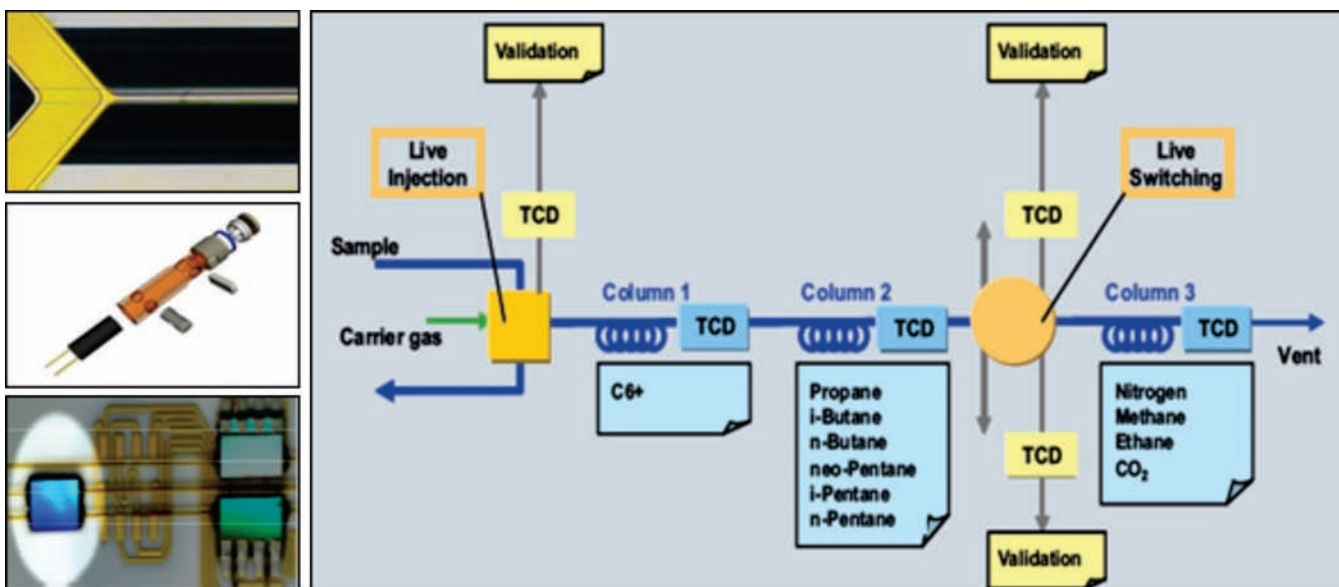 Validation
Validation
Live
Injection
Live
Switching
TCD
TCD
Sample
Column 1
Column 2
Column 3
TCD
TCD
TCD
Carrier gas
Vent
C6+
Propane
i-Butane
n-Butane
neo-Pentane
i-Pentane
n-Pentane
Nitrogen
Methane
Ethane
CO₂
TCD
Validation